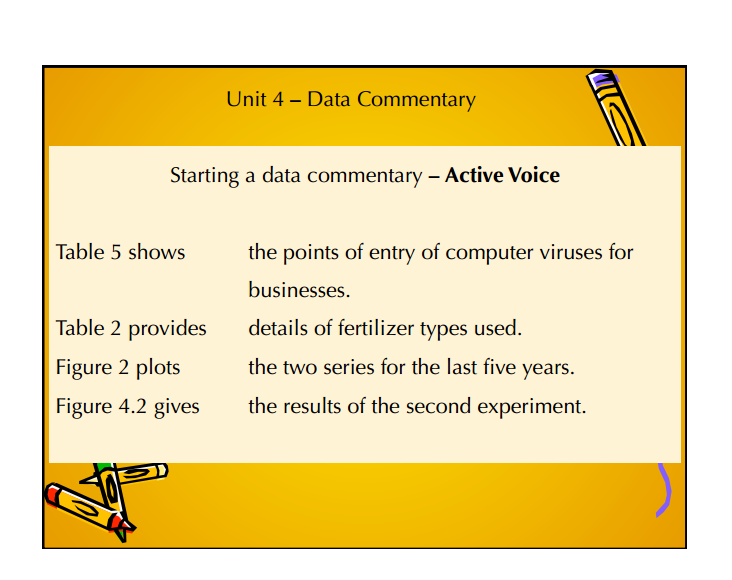 Unit 4 – Data Commentary
Starting a data commentary – Active Voice
Table 5 shows the points of entry of computer viruses for
businesses.
Table 2 provides details of fertilizer types used.
Figure 2 plots the two series for the last five years.
Figure 4.2 gives the results of the second experiment.